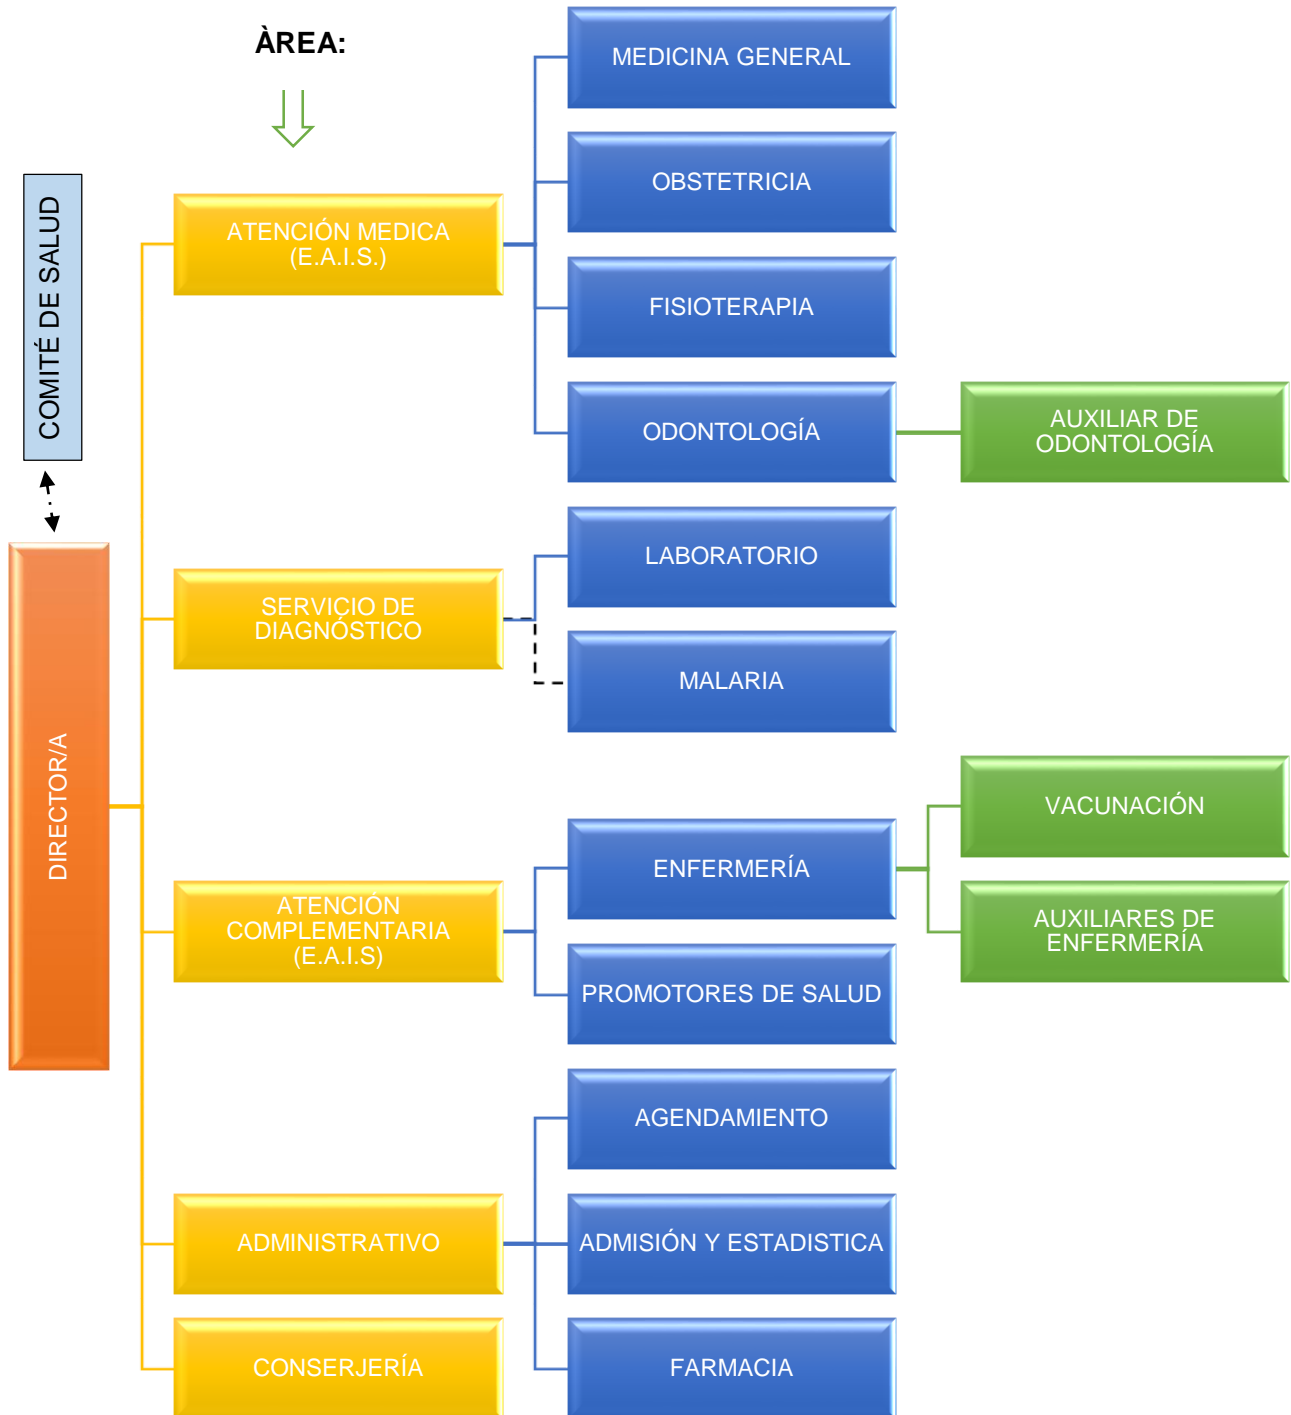 ÀREA:
COMITÉ DE SALUD
DIRECTOR/A
ATENCIÓN MEDICA
(E.A.I.S.)
MEDICINA GENERAL
OBSTETRICIA
FISIOTERAPIA
ODONTOLOGÍA
AUXILIAR DE
ODONTOLOGÍA
SERVICIO DE
DIAGNÓSTICO
LABORATORIO
MALARIA
ATENCIÓN
COMPLEMENTARIA
(E.A.I.S)
ENFERMERÍA
VACUNACIÓN
AUXILIARES DE
ENFERMERÍA
PROMOTORES DE SALUD
ADMINISTRATIVO
AGENDAMIENTO
ADMISIÓN Y ESTADISTICA
FARMACIA
CONSERJERÍA